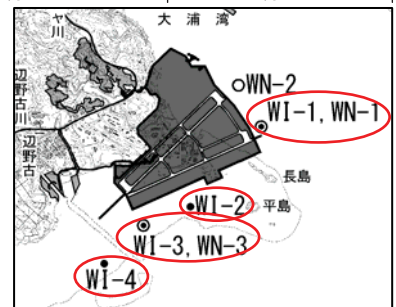 大浦湾
ヤ川
WN-2
WI-1, WN-1
辺野古川
辺野古
長島
WI-2
平島
WI-3, WN-3
WI-4